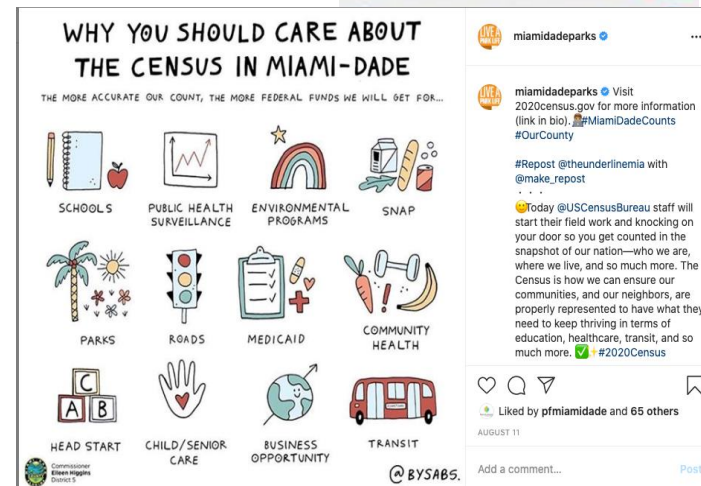 WHY YOU SHOULD CARE ABOUT
THE CENSUS IN MIAMI-DADE
THE MORE ACCURATE OUR COUNT, THE MORE FEDERAL FUNDS WE WILL GET FOR...
SCHOOLS
PUBLIC HEALTH
SURVEILLANCE
ENVIRONMENTAL
PROGRAMS
SNAP
PARKS
ROADS
MEDICAID
COMMUNITY
HEALTH
C
A B
HEAD START
CHILD/SENIOR
CARE
BUSINESS
OPPORTUNITY
TRANSIT
Commissioner
Eileen Higgins
District 5
@BYSABS.
LIVE A
PARK LIFE
miamidadeparks
...
LIVE A
PARK LIFE
miamidadeparks Visit
2020census.gov for more information
(link in bio). #MiamiDadeCounts
#OurCounty
#Repost @theunderlinemia with
@make_repost
· · ·
Today @USCensusBureau staff will
start their field work and knocking on
your door so you get counted in the
snapshot of our nation—who we are,
where we live, and so much more. The
Census is how we can ensure our
communities, and our neighbors, are
properly represented to have what they
need to keep thriving in terms of
education, healthcare, transit, and so
much more. ✅✨#2020Census
Liked by pfmiamidade and 65 others
AUGUST 11
Add a comment...
Post